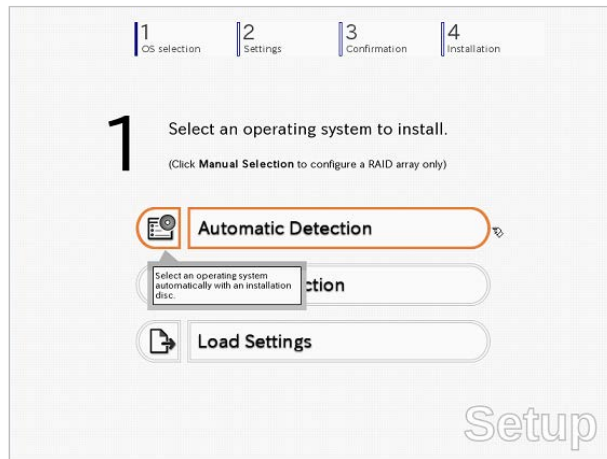 1
OS selection
2
Settings
3
Confirmation
4
Installation
1
Select an operating system to install.
(Click Manual Selection to configure a RAID array only)
Automatic Detection
Select an operating system
automatically with an installation
disc.
ction
Load Settings
Setup